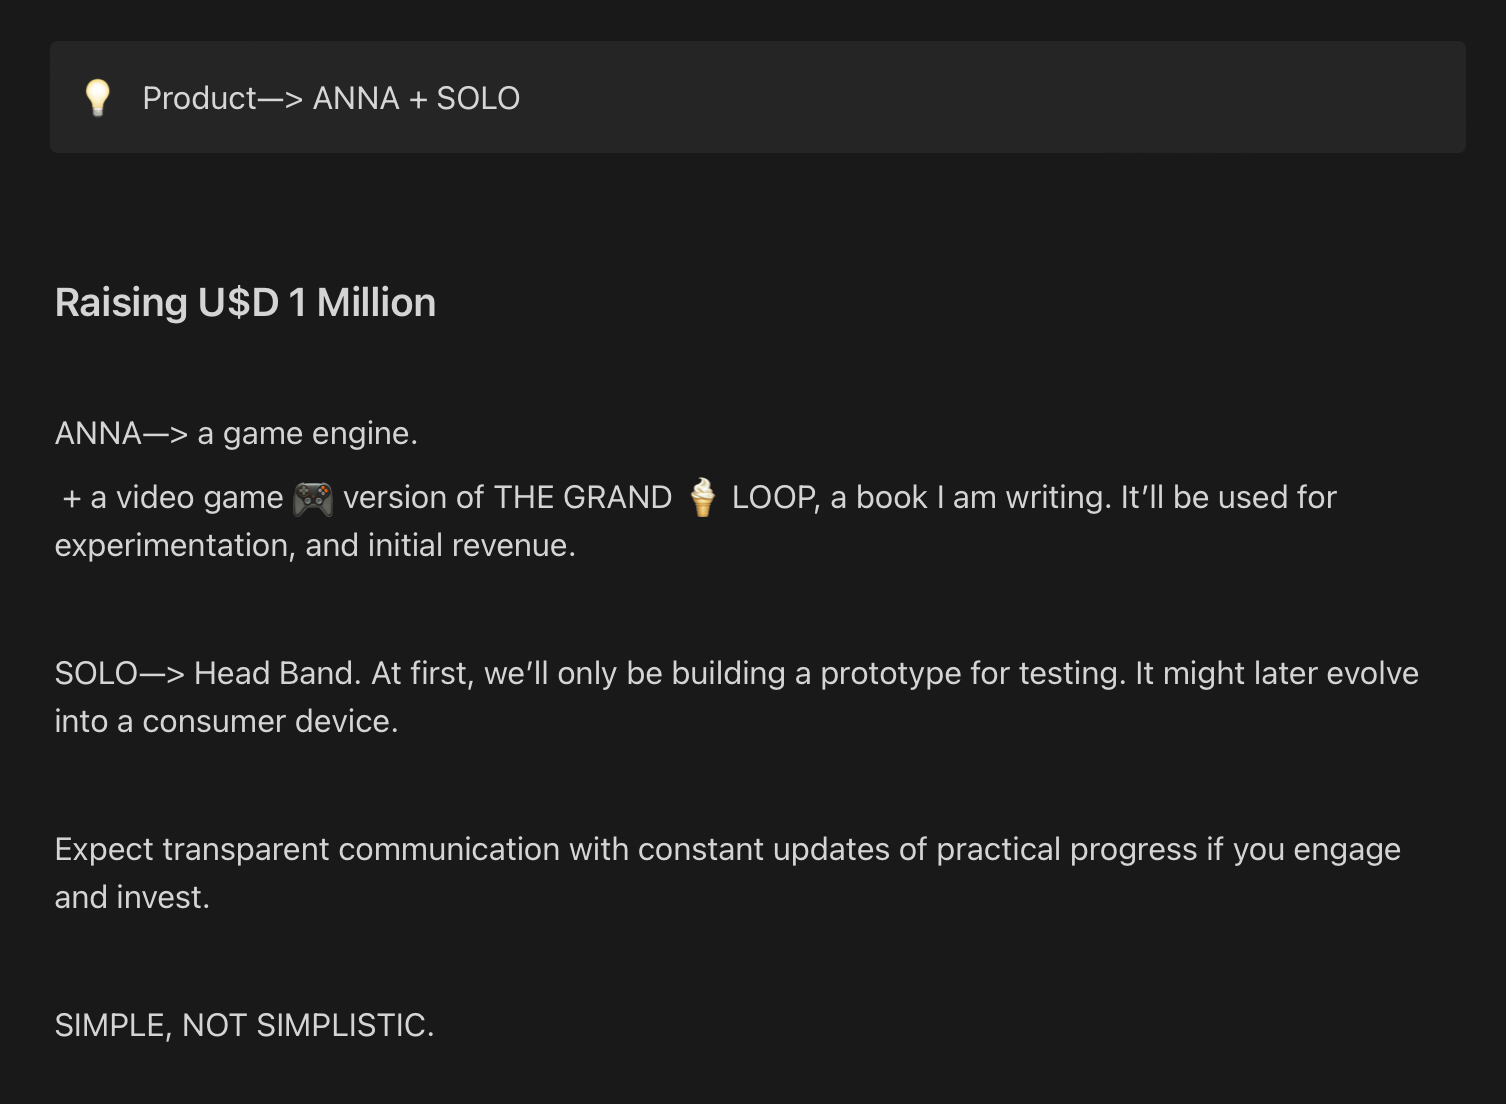 💡 Product—> ANNA + SOLO
Raising U$D 1 Million
ANNA—> a game engine.
+ a video game 🎮 version of THE GRAND 🍦 LOOP, a book I am writing. It’ll be used for
experimentation, and initial revenue.
SOLO—> Head Band. At first, we’ll only be building a prototype for testing. It might later evolve
into a consumer device.
Expect transparent communication with constant updates of practical progress if you engage
and invest.
SIMPLE, NOT SIMPLISTIC.